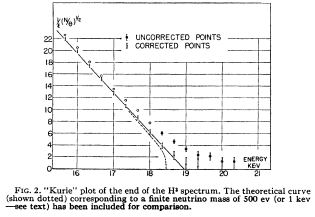 (N/θ)^½
UNCORRECTED POINTS
CORRECTED POINTS
22
20
18
16
14
12
10
8
6
4
2
16 17 18 19 20 21
ENERGY
KEV
FIG. 2. "Kurie" plot of the end of the H³ spectrum. The theoretical curve
(shown dotted) corresponding to a finite neutrino mass of 500 ev (or 1 kev
—see text) has been included for comparison.